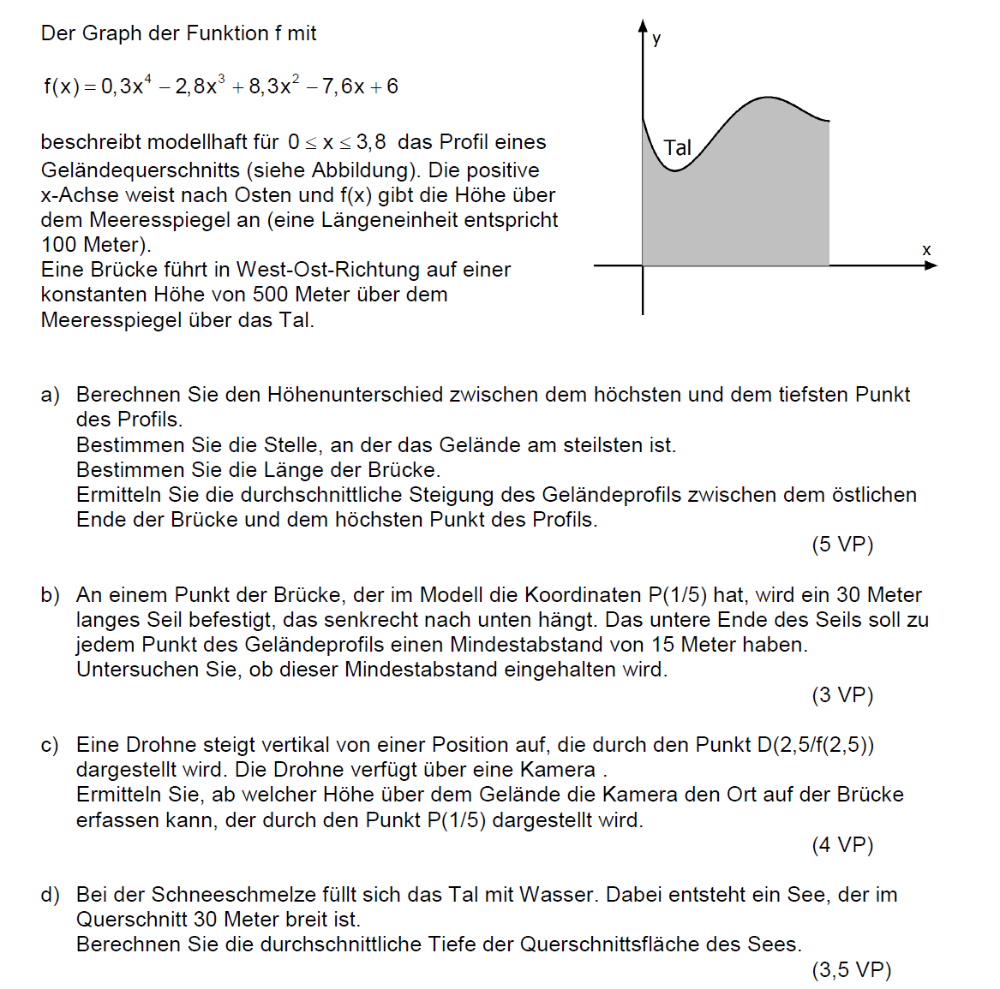 Der Graph der Funktion f mit
f(x) = 0,3x⁴ − 2,8x³ + 8,3x² − 7,6x + 6
beschreibt modellhaft für 0 ≤ x ≤ 3,8 das Profil eines
Geländequerschnitts (siehe Abbildung). Die positive
x-Achse weist nach Osten und f(x) gibt die Höhe über
dem Meeresspiegel an (eine Längeneinheit entspricht
100 Meter).
Eine Brücke führt in West-Ost-Richtung auf einer
konstanten Höhe von 500 Meter über dem
Meeresspiegel über das Tal.
y
Tal
x
a) Berechnen Sie den Höhenunterschied zwischen dem höchsten und dem tiefsten Punkt
des Profils.
Bestimmen Sie die Stelle, an der das Gelände am steilsten ist.
Bestimmen Sie die Länge der Brücke.
Ermitteln Sie die durchschnittliche Steigung des Geländeprofils zwischen dem östlichen
Ende der Brücke und dem höchsten Punkt des Profils.
(5 VP)
b) An einem Punkt der Brücke, der im Modell die Koordinaten P(1/5) hat, wird ein 30 Meter
langes Seil befestigt, das senkrecht nach unten hängt. Das untere Ende des Seils soll zu
jedem Punkt des Geländeprofils einen Mindestabstand von 15 Meter haben.
Untersuchen Sie, ob dieser Mindestabstand eingehalten wird.
(3 VP)
c) Eine Drohne steigt vertikal von einer Position auf, die durch den Punkt D(2,5/f(2,5))
dargestellt wird. Die Drohne verfügt über eine Kamera .
Ermitteln Sie, ab welcher Höhe über dem Gelände die Kamera den Ort auf der Brücke
erfassen kann, der durch den Punkt P(1/5) dargestellt wird.
(4 VP)
d) Bei der Schneeschmelze füllt sich das Tal mit Wasser. Dabei entsteht ein See, der im
Querschnitt 30 Meter breit ist.
Berechnen Sie die durchschnittliche Tiefe der Querschnittsfläche des Sees.
(3,5 VP)